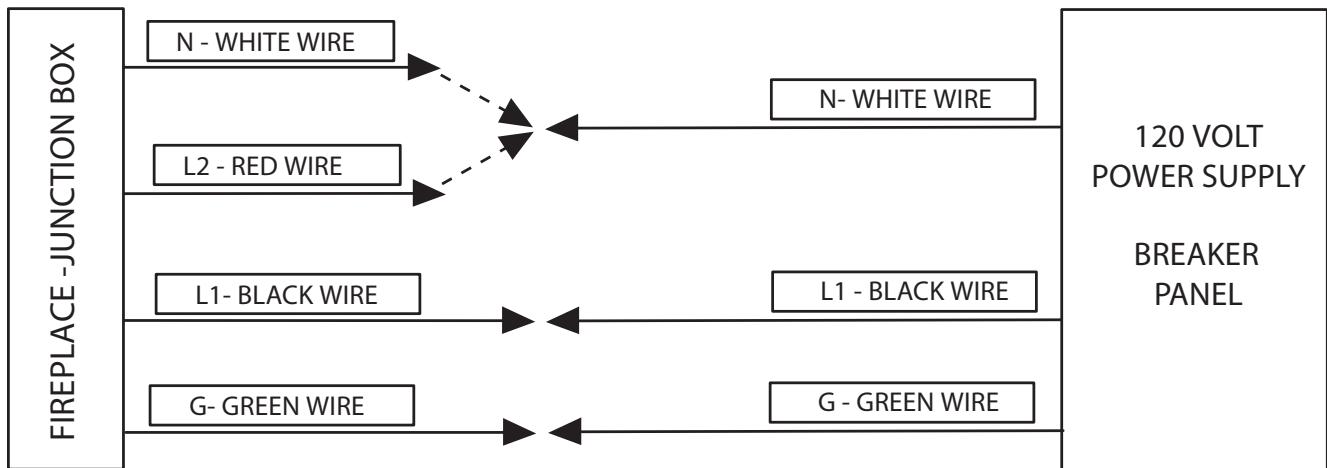 FIREPLACE -JUNCTION BOX
N - WHITE WIRE
L2 - RED WIRE
L1- BLACK WIRE
G- GREEN WIRE
N- WHITE WIRE
L1 - BLACK WIRE
G - GREEN WIRE
120 VOLT
POWER SUPPLY
BREAKER
PANEL